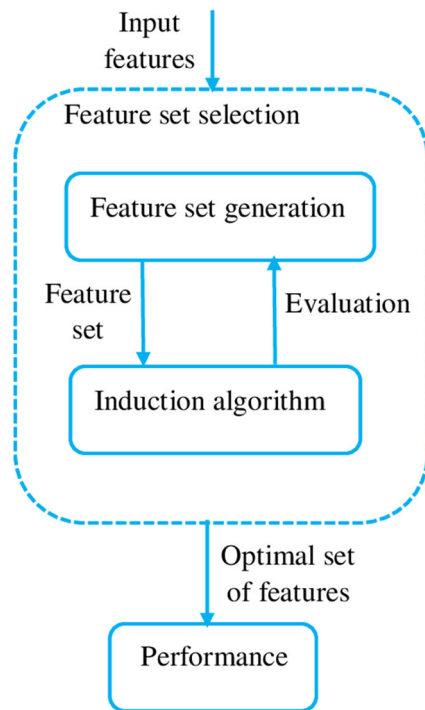 Input
features
Feature set selection
Feature set generation
Feature
set
Evaluation
Induction algorithm
Optimal set
of features
Performance